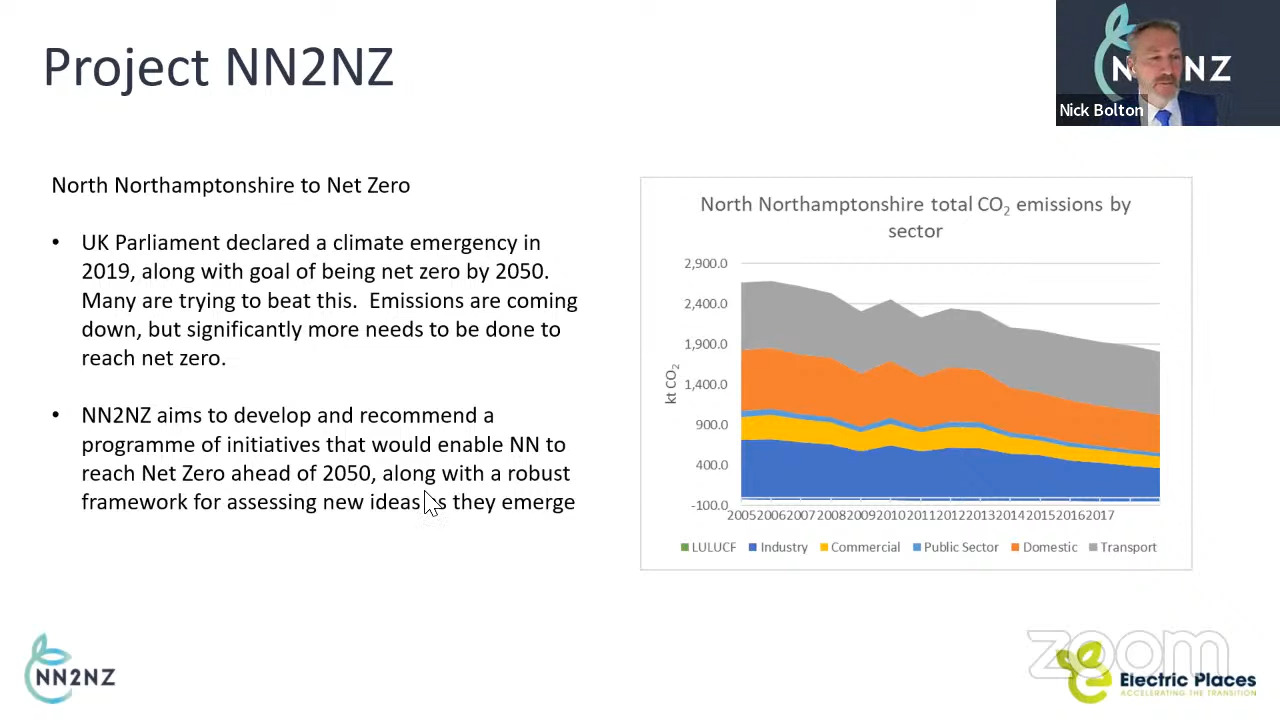 Project NN2NZ
N NZ
Nick Bolton
North Northamptonshire to Net Zero
• UK Parliament declared a climate emergency in
2019, along with goal of being net zero by 2050.
Many are trying to beat this. Emissions are coming
down, but significantly more needs to be done to
reach net zero.
• NN2NZ aims to develop and recommend a
programme of initiatives that would enable NN to
reach Net Zero ahead of 2050, along with a robust
framework for assessing new ideas as they emerge
North Northamptonshire total CO2 emissions by
sector
kt CO2
2,900.0
2,400.0
1,900.0
1,400.0
900.0
400.0
-100.0
2005 2006 2007 2008 2009 2010 2011 2012 2013 2014 2015 2016 2017
LULUCF Industry Commercial Public Sector Domestic Transport
NN2NZ
zoom
Electric Places
ACCELERATING THE TRANSITION